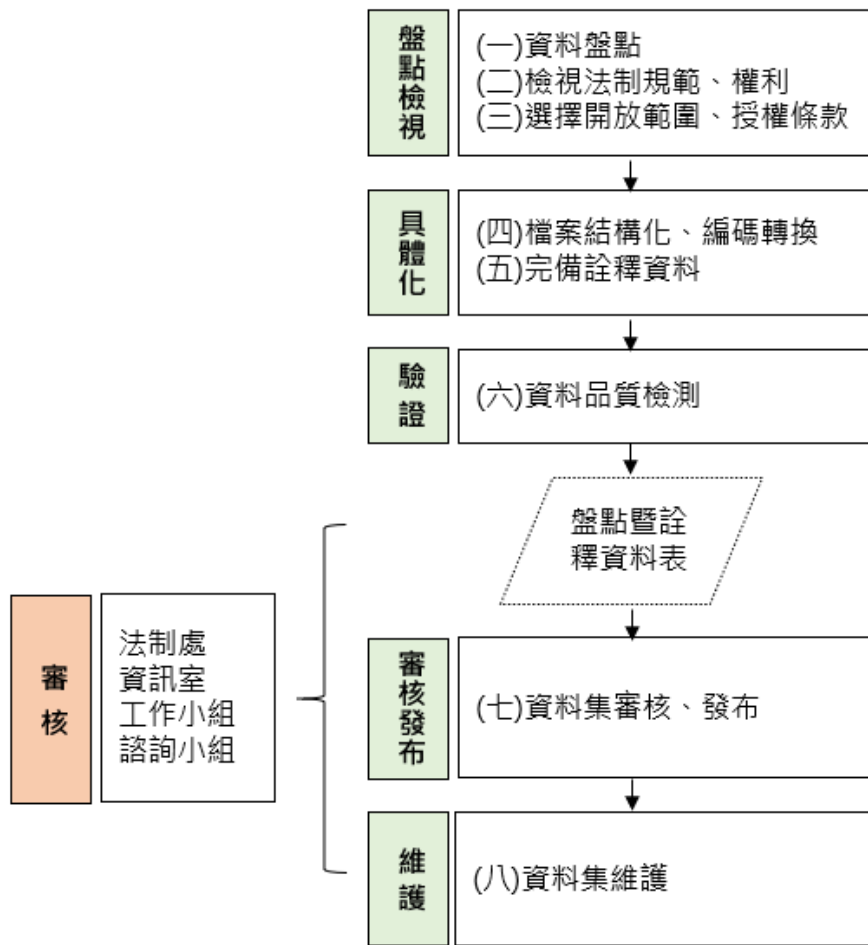 盤點檢視
(一)資料盤點
(二)檢視法制規範、權利
(三)選擇開放範圍、授權條款
具體化
(四)檔案結構化、編碼轉換
(五)完備詮釋資料
驗證
(六)資料品質檢測
盤點暨詮
釋資料表
審核
法制處
資訊室
工作小組
諮詢小組
審核發布
(七)資料集審核、發布
維護
(八)資料集維護